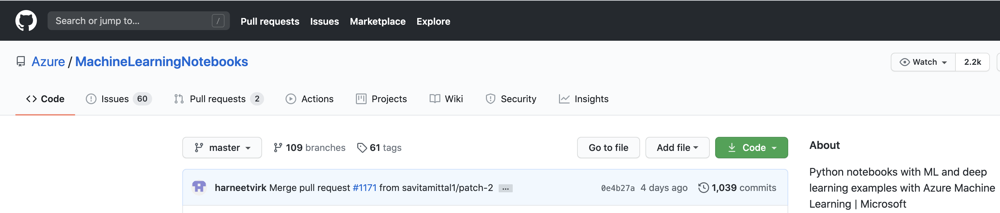 Search or jump to... / Pull requests Issues Marketplace Explore
Azure / MachineLearningNotebooks Watch 2.2k
<> Code Issues 60 Pull requests 2 Actions Projects Wiki Security Insights
master 109 branches 61 tags Go to file Add file Code
harneetvirk Merge pull request #1171 from savitamittal1/patch-2 ... 0e4b27a 4 days ago 1,039 commits
About
Python notebooks with ML and deep
learning examples with Azure Machine
Learning | Microsoft